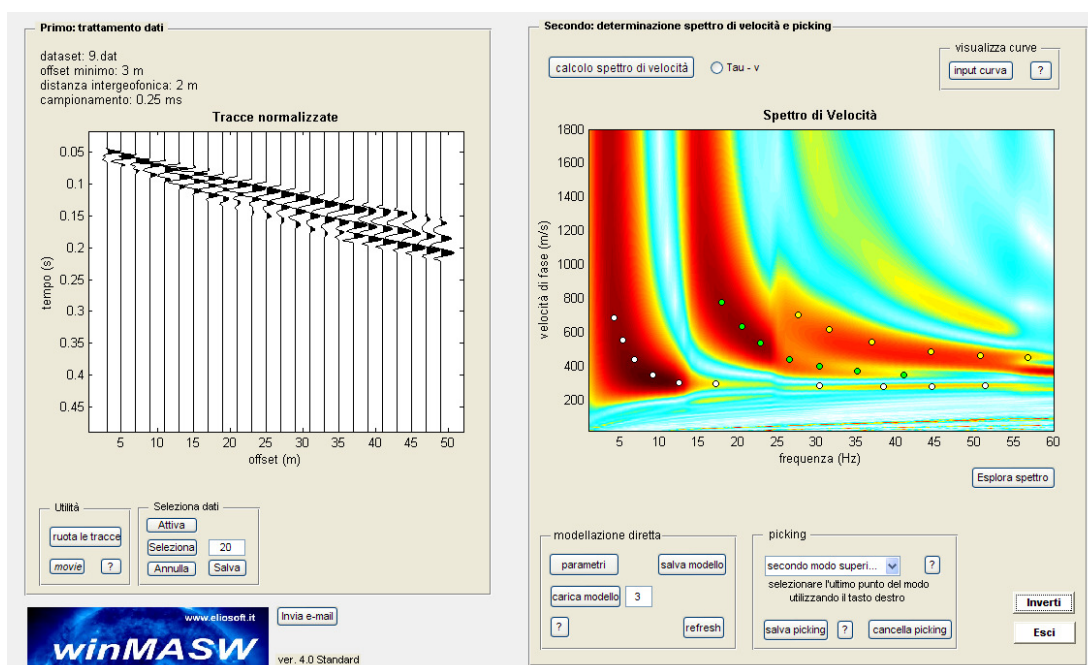 Primo: trattamento dati
dataset: 9.dat
offset minimo: 3 m
distanza intergeofonica: 2 m
campionamento: 0.25 ms
Tracce normalizzate
0.05
0.1
0.15
0.2
0.25
0.3
0.35
0.4
0.45
tempo (s)
5 10 15 20 25 30 35 40 45 50
offset (m)
Utilità
ruota le tracce
movie ?
Seleziona dati
Attiva
Seleziona 20
Annulla Salva
www.eliosoft.it
winMASW
Invia e-mail
ver. 4.0 Standard
Secondo: determinazione spettro di velocità e picking
calcolo spettro di velocità Tau - v
visualizza curve
input curva ?
Spettro di Velocità
1800
1600
1400
1200
1000
800
600
400
200
velocità di fase (m/s)
5 10 15 20 25 30 35 40 45 50 55 60
frequenza (Hz)
Esplora spettro
modellazione diretta
parametri salva modello
carica modello 3
? refresh
picking
secondo modo superi... ?
selezionare l'ultimo punto del modo
utilizzando il tasto destro
salva picking ? cancella picking
Inverti
Esci